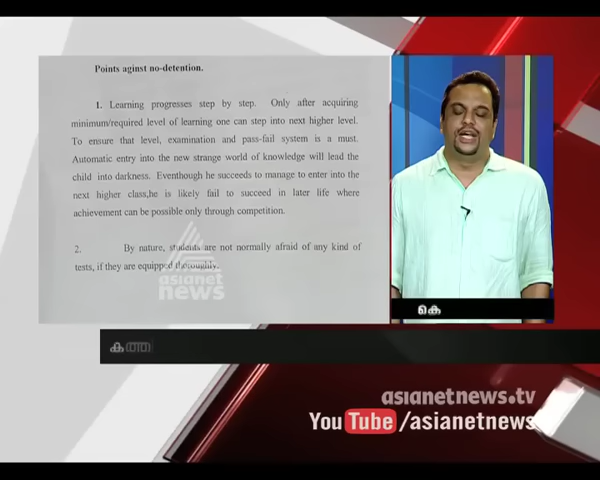 Points aginst no-detention.
1. Learning progresses step by step. Only after acquiring
minimum/required level of learning one can step into next higher level.
To ensure that level, examination and pass-fail system is a must.
Automatic entry into the new strange world of knowledge will lead the
child into darkness. Eventhough he succeeds to manage to enter into the
next higher class,he is likely fail to succeed in later life where
achievement can be possible only through competition.
2. By nature, students are not normally afraid of any kind of
tests, if they are equipped thoroughly.
asianet
news
കെ
കത്ത
asianetnews.tv
YouTube/asianetnews